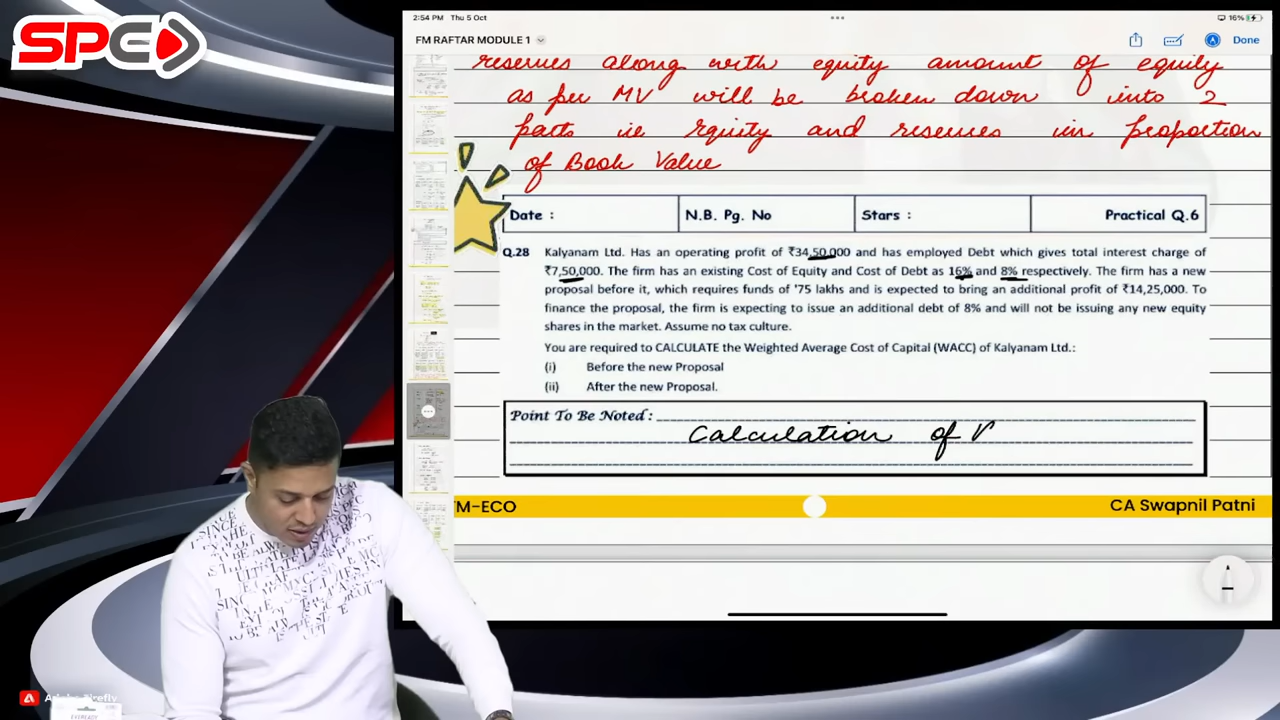 SPED
2:54 PM Thu 5 Oct
16%
FM RAFTAR MODULE 1
Done
reserves along with equity amount of equity
as per MV will be broken down into 2
parts ie equity and reserves in proportion
of Book Value
Date :
N.B. Pg. No
Stars :
Practical Q.6
Q.28 Kalyanam Ltd. Has an operating profit of ₹34,50,000 and has employed Debt which gives total interest charge of
₹7,50,000. The firm has an existing Cost of Equity and Cost of Debt as 16% and 8% respectively. The firm has a new
proposal before it, which requires funds of '75 lakhs and is expected to bring an additional profit of ₹14,25,000. To
finance the proposal, the firm is expecting to issue an additional debt at 8% and will not be issuing any new equity
shares in the market. Assume no tax culture.
You are required to CALCULATE the Weighted Average Cost of Capital (WACC) of Kalyanam Ltd.:
(i) Before the new Proposal
(ii) After the new Proposal.
Point To Be Noted :
Calculation of V
FM-ECO
CA Swapnil Patni
EVEREADY